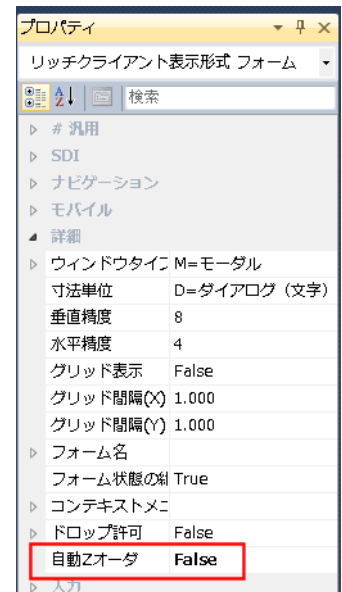 プロパティ
リッチクライアント表示形式 フォーム
検索
# 汎用
SDI
ナビゲーション
モバイル
詳細
ウィンドウタイプ M=モーダル
寸法単位 D=ダイアログ（文字）
垂直精度 8
水平精度 4
グリッド表示 False
グリッド間隔(X) 1.000
グリッド間隔(Y) 1.000
フォーム名
フォーム状態の True
コンテキストメニ
ドロップ許可 False
自動Zオーダ False
入力